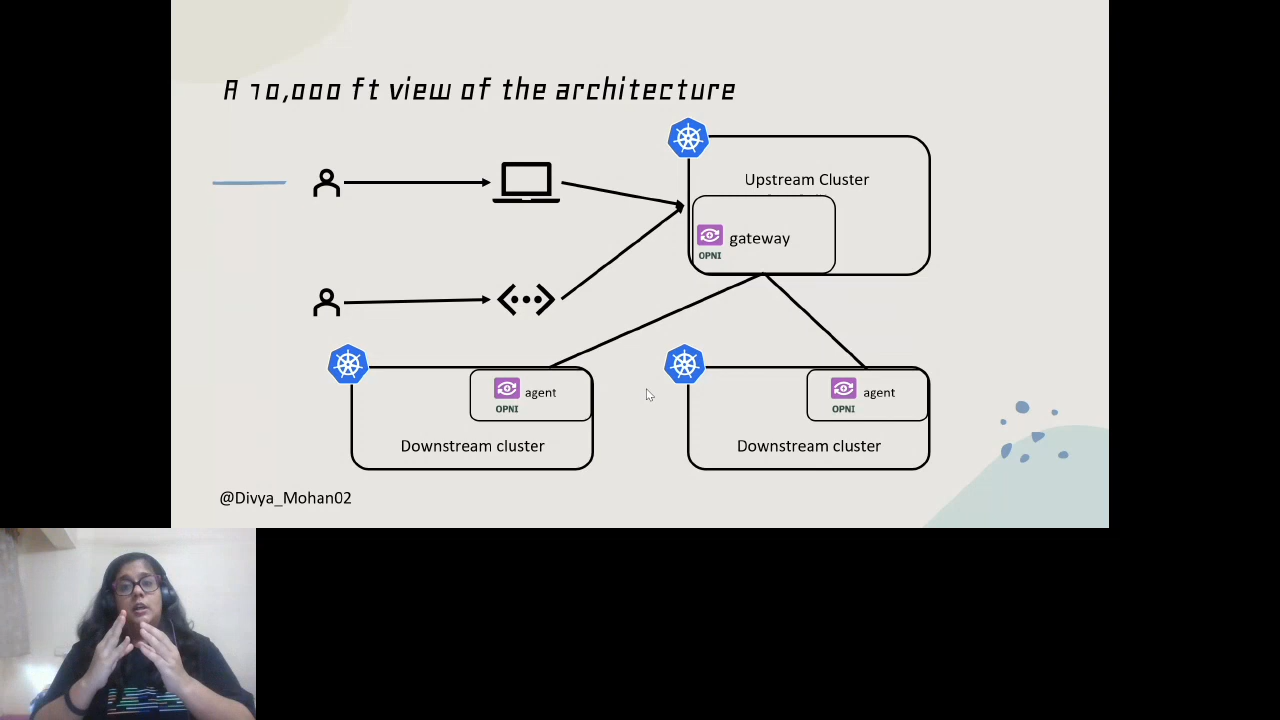 A 10,000 ft view of the architecture
Upstream Cluster
gateway
OPNI
agent
OPNI
Downstream cluster
agent
OPNI
Downstream cluster
@Divya_Mohan02